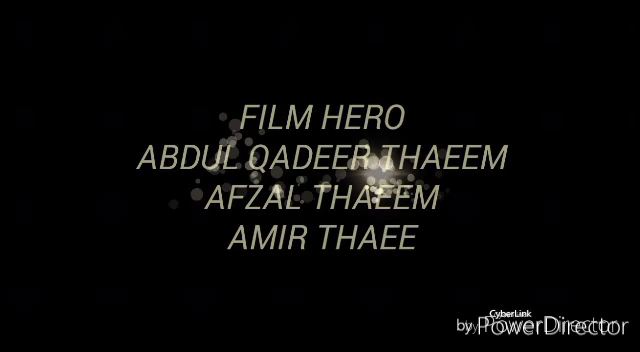 FILM HERO
ABDUL QADEER THAEEM
AFZAL THAEEM
AMIR THAEE
CyberLink
by PowerDirector